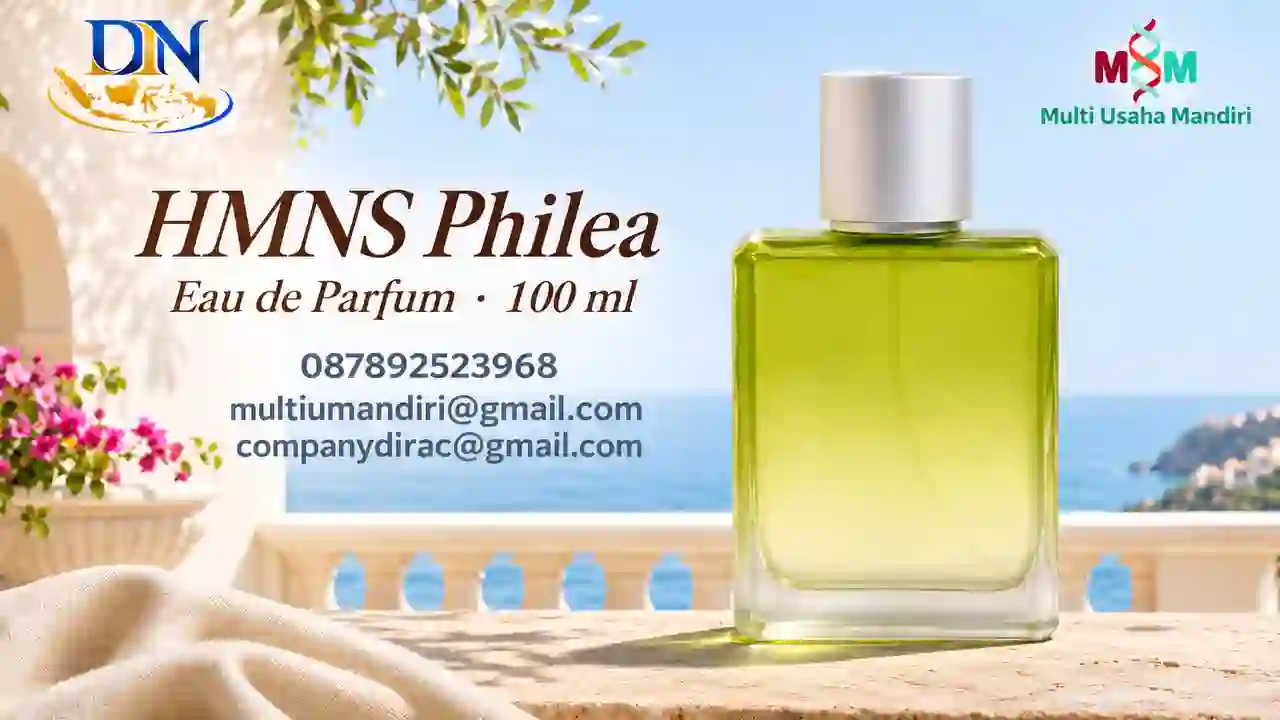 DN
MSM
Multi Usaha Mandiri
HMNS Philea
Eau de Parfum · 100 ml
087892523968
multiumandiri@gmail.com
companydirac@gmail.com